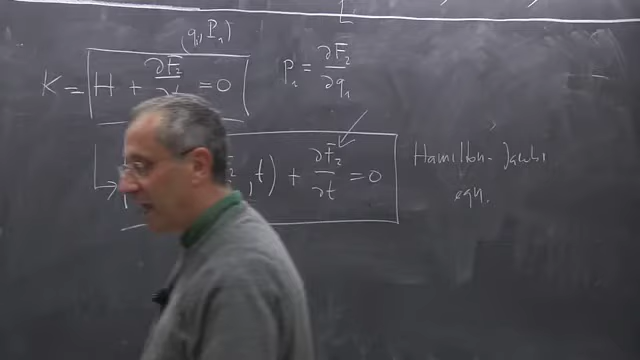 (q, P₁)
K = H + ∂F₂/∂t = 0
p₁ = ∂F₂/∂q₁
, t) + ∂F₂/∂t = 0
Hamilton-Jacobi
eqn.